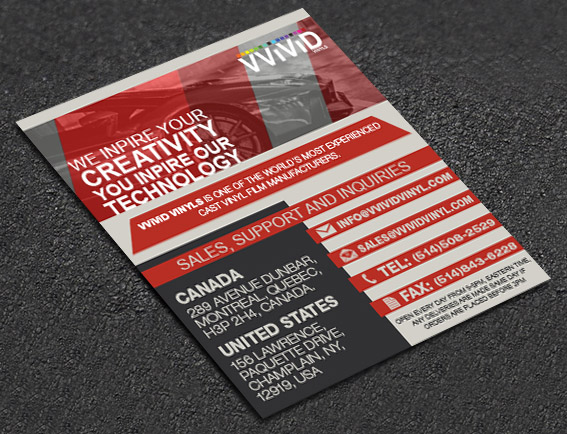 VViViD
VINYLS
WE INPIRE YOUR
CREATIVITY
YOU INPIRE OUR
TECHNOLOGY
VVIVID VINYLS IS ONE OF THE WORLD'S MOST EXPERIENCED
CAST VINYL FILM MANUFACTURERS.
SALES, SUPPORT AND INQUIRIES
CANADA
289 AVENUE DUNBAR,
MONTREAL, QUEBEC,
H3P 2H4, CANADA.
UNITED STATES
156 LAWRENCE
PAQUETTE DRIVE,
CHAMPLAIN, NY,
12919, USA
INFO@VVIVIDVINYL.COM
SALES@VVIVIDVINYL.COM
TEL: (514)508-2529
FAX: (514)843-6228
OPEN EVERY DAY FROM 9-5PM, EASTERN TIME.
ANY DELIVERIES ARE MADE SAME DAY IF
ORDERS ARE PLACED BEFORE 2PM